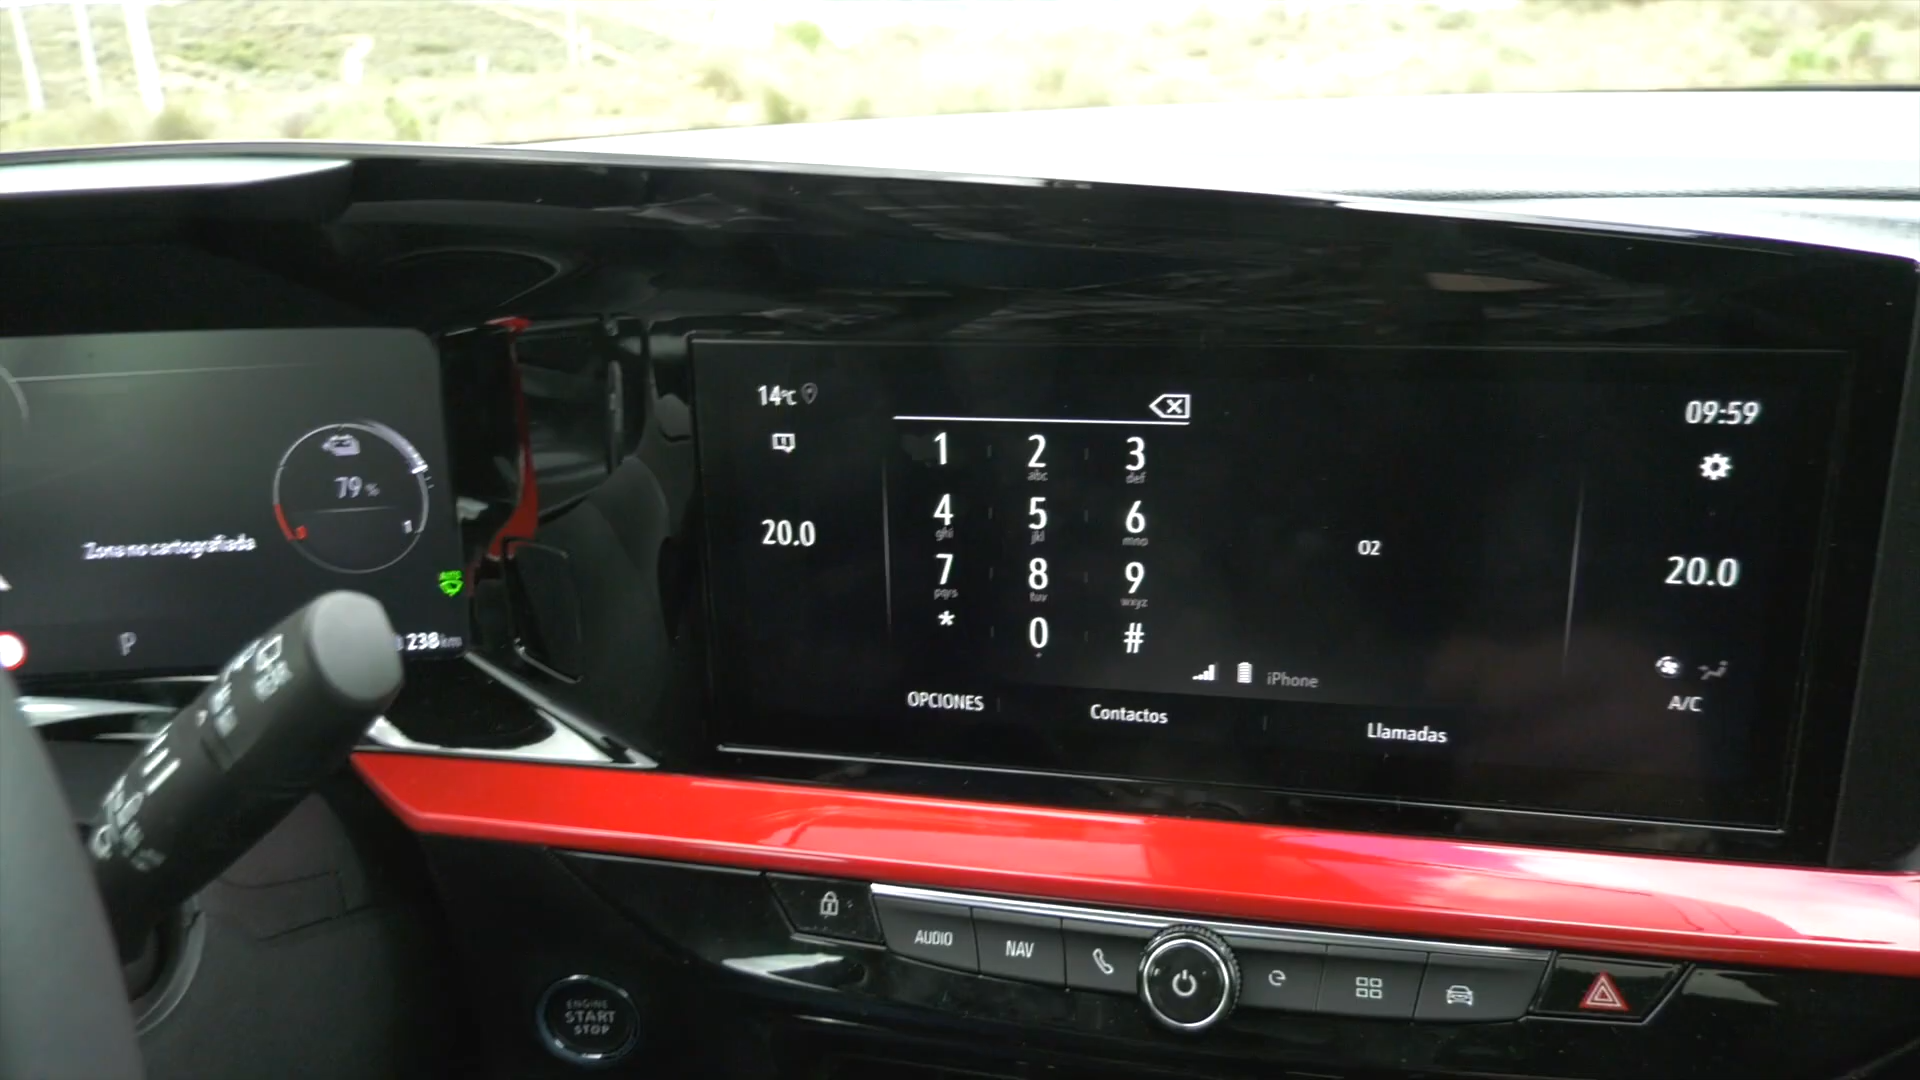 79 %
Zona no cartografiada
AUTO
P
238 km
14°C
09:59
1
2
abc
3
def
20.0
4
ghi
5
jkl
6
mno
O2
20.0
7
pqrs
8
tuv
9
wxyz
*
0
#
iPhone
A/C
OPCIONES
Contactos
Llamadas
AUDIO
NAV
ENGINE
START
STOP